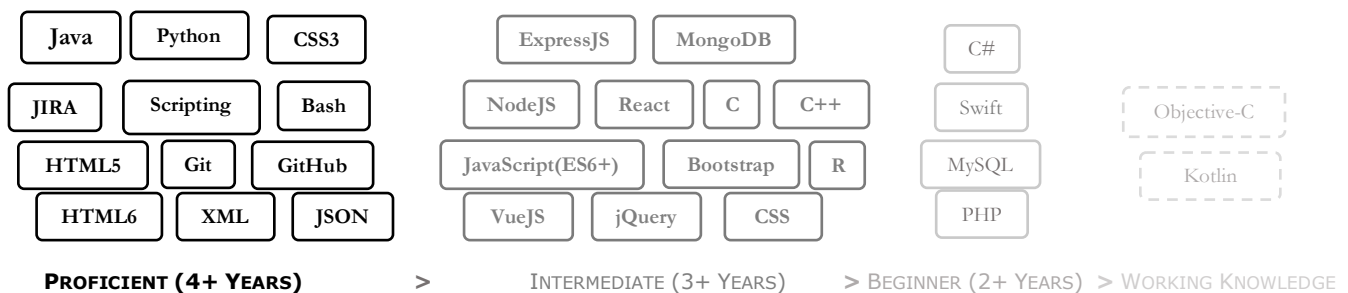 Java Python CSS3 ExpressJS MongoDB C#
JIRA Scripting Bash NodeJS React C C++ Swift Objective-C
HTML5 Git GitHub JavaScript(ES6+) Bootstrap R MySQL Kotlin
HTML6 XML JSON VueJS jQuery CSS PHP
PROFICIENT (4+ YEARS) > INTERMEDIATE (3+ YEARS) > BEGINNER (2+ YEARS) > WORKING KNOWLEDGE